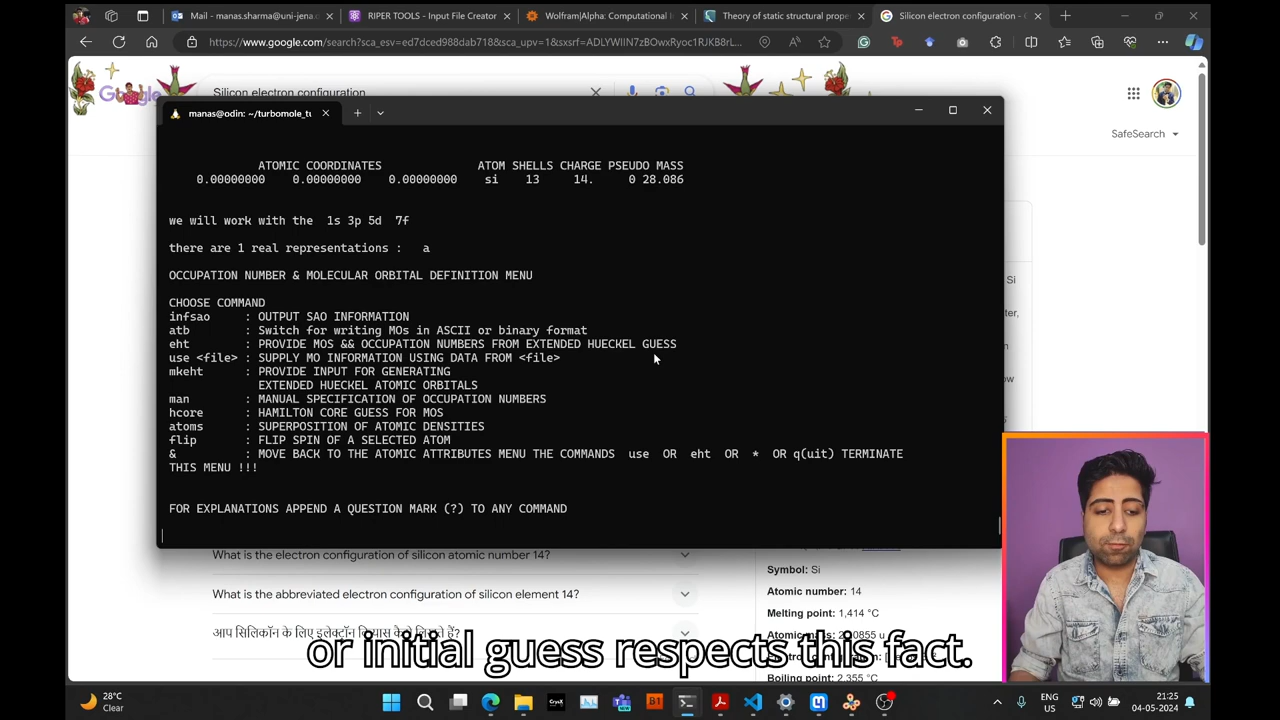 Mail - manas.sharma@uni-jena.o
RIPER TOOLS - Input File Creator
Wolfram|Alpha: Computational I
Theory of static structural prope
Silicon electron configuration - G
https://www.google.com/search?sca_esv=ed7dced988dab718&sca_upv=1&sxsrf=ADLYWIIN7zBOwxRyoc1RJKB8rL...
Google
Silicon electron configuration
SafeSearch
manas@odin: ~/turbomole_tu
ATOMIC COORDINATES ATOM SHELLS CHARGE PSEUDO MASS
0.00000000 0.00000000 0.00000000 si 13 14. 0 28.086
we will work with the 1s 3p 5d 7f
there are 1 real representations : a
OCCUPATION NUMBER & MOLECULAR ORBITAL DEFINITION MENU
CHOOSE COMMAND
infsao : OUTPUT SAO INFORMATION
atb : Switch for writing MOs in ASCII or binary format
eht : PROVIDE MOS && OCCUPATION NUMBERS FROM EXTENDED HUECKEL GUESS
use <file> : SUPPLY MO INFORMATION USING DATA FROM <file>
mkeht : PROVIDE INPUT FOR GENERATING
EXTENDED HUECKEL ATOMIC ORBITALS
man : MANUAL SPECIFICATION OF OCCUPATION NUMBERS
hcore : HAMILTON CORE GUESS FOR MOS
atoms : SUPERPOSITION OF ATOMIC DENSITIES
flip : FLIP SPIN OF A SELECTED ATOM
& : MOVE BACK TO THE ATOMIC ATTRIBUTES MENU THE COMMANDS use OR eht OR * OR q(uit) TERMINATE
THIS MENU !!!
FOR EXPLANATIONS APPEND A QUESTION MARK (?) TO ANY COMMAND
Si
ter,
ow
What is the electron configuration of silicon atomic number 14?
What is the abbreviated electron configuration of silicon element 14?
Symbol: Si
Atomic number: 14
Melting point: 1,414 °C
Boiling point: 2,355 °C
or initial guess respects this fact.
28°C
Clear
ENG
US
21:25
04-05-2024